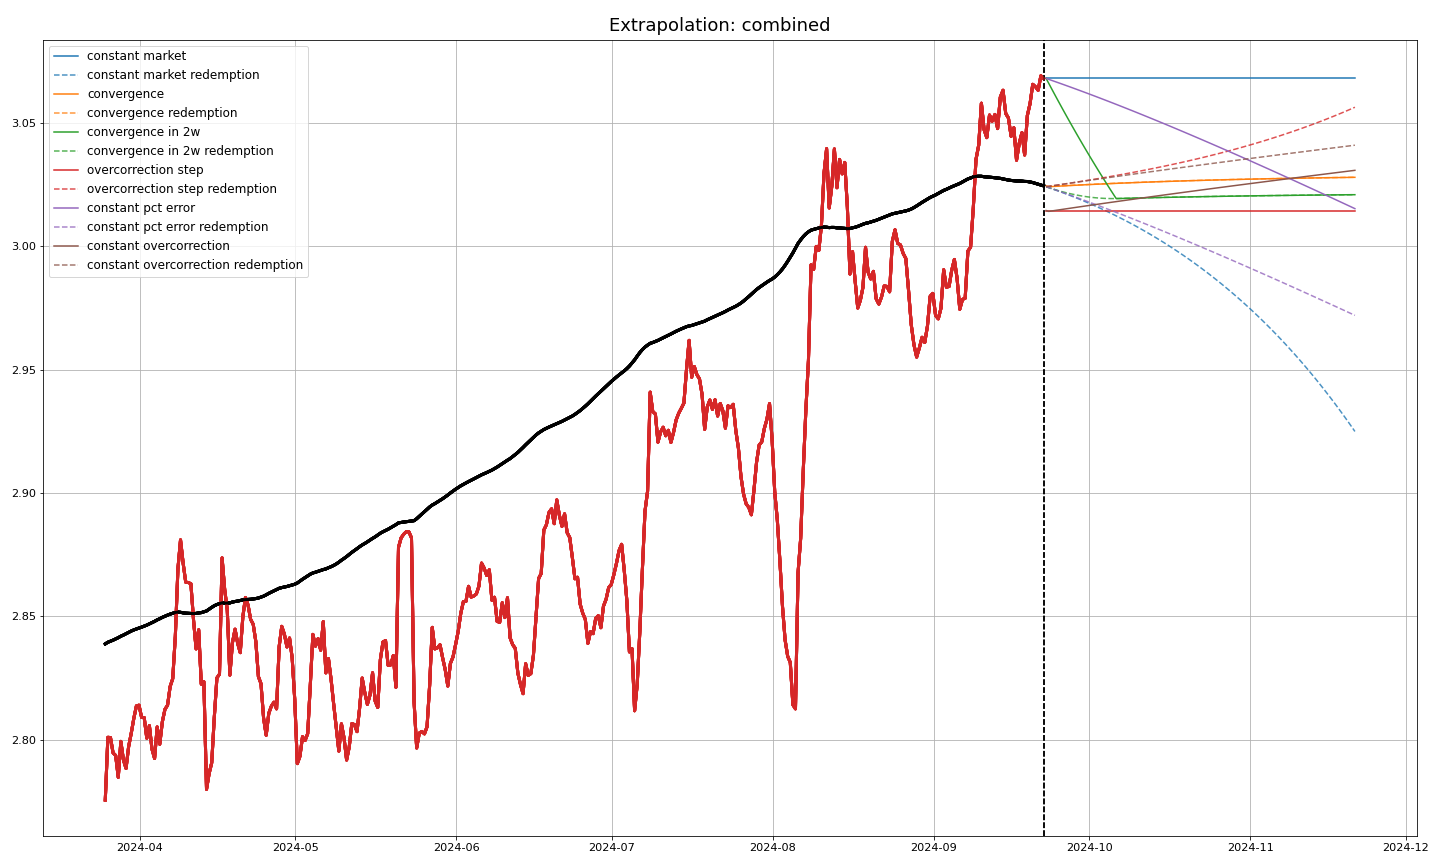 Extrapolation: combined
constant market
constant market redemption
convergence
convergence redemption
convergence in 2w
convergence in 2w redemption
overcorrection step
overcorrection step redemption
constant pct error
constant pct error redemption
constant overcorrection
constant overcorrection redemption
3.05
3.00
2.95
2.90
2.85
2.80
2024-04 2024-05 2024-06 2024-07 2024-08 2024-09 2024-10 2024-11 2024-12